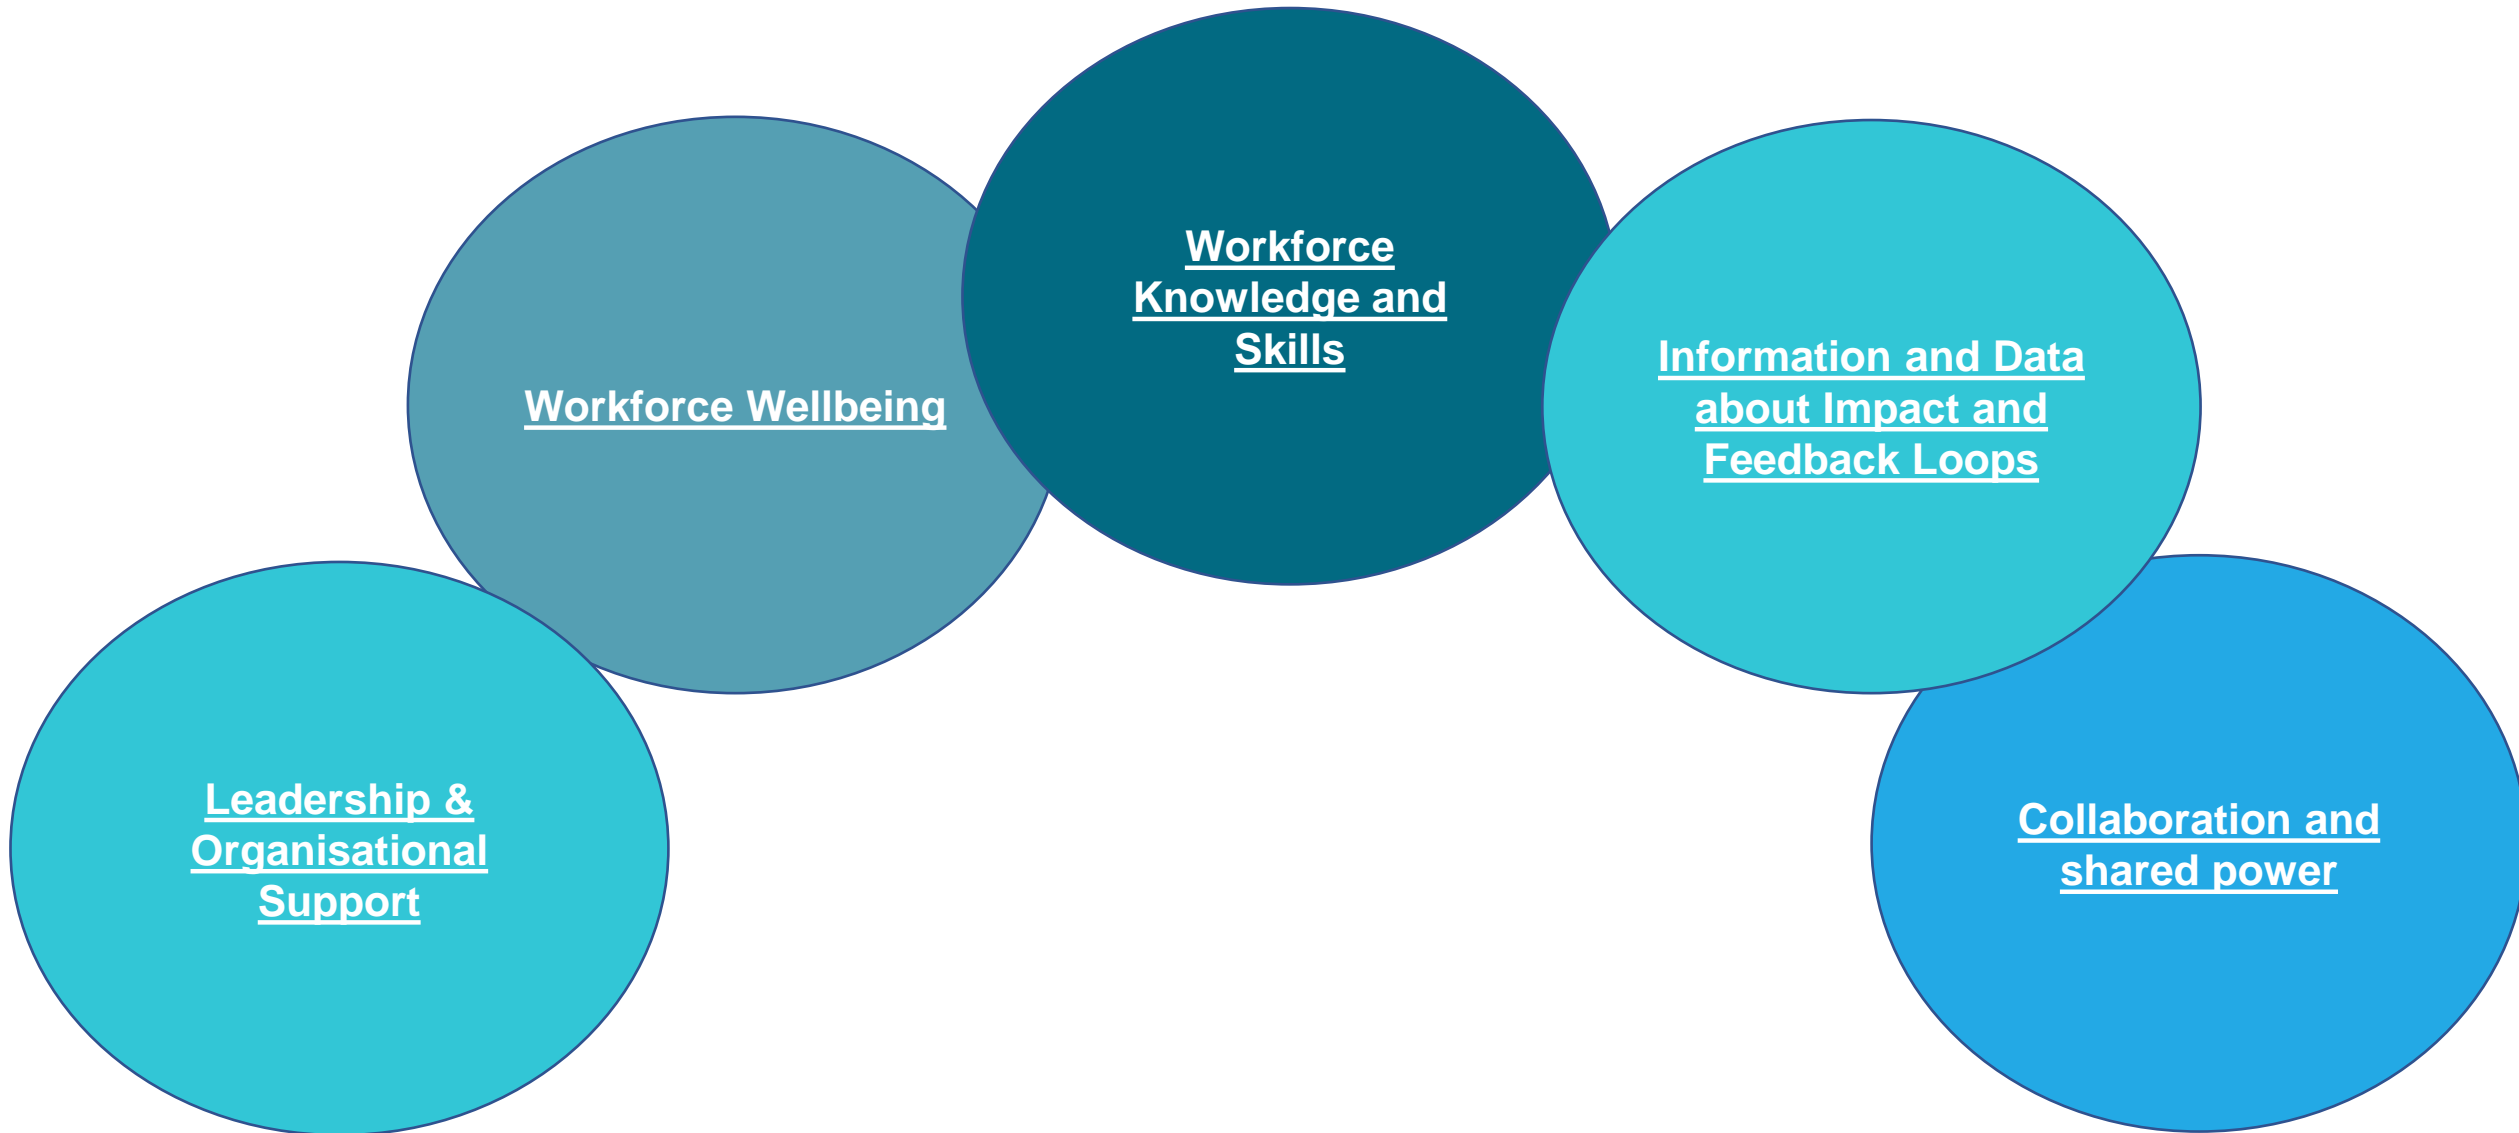 Workforce
Knowledge and
Skills
Workforce Wellbeing
Information and Data
about Impact and
Feedback Loops
Leadership &
Organisational
Support
Collaboration and
shared power